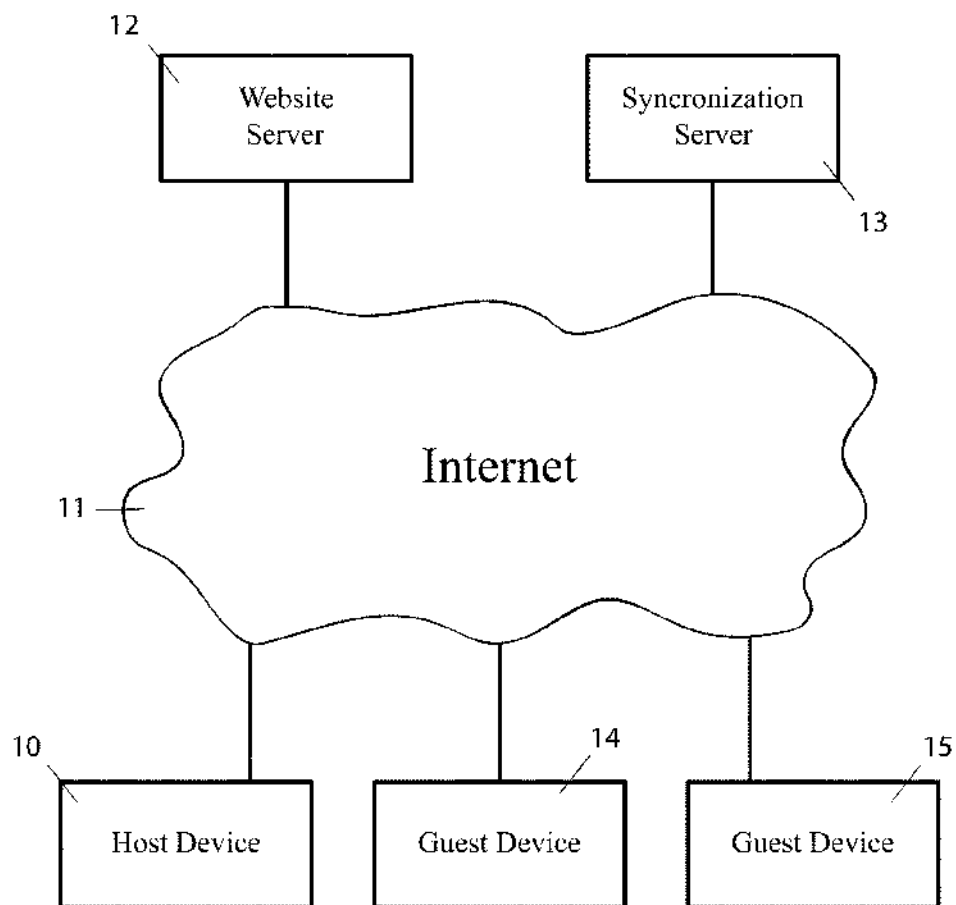 12
Website
Server
Syncronization
Server
13
Internet
11
10
Host Device
14
Guest Device
15
Guest Device